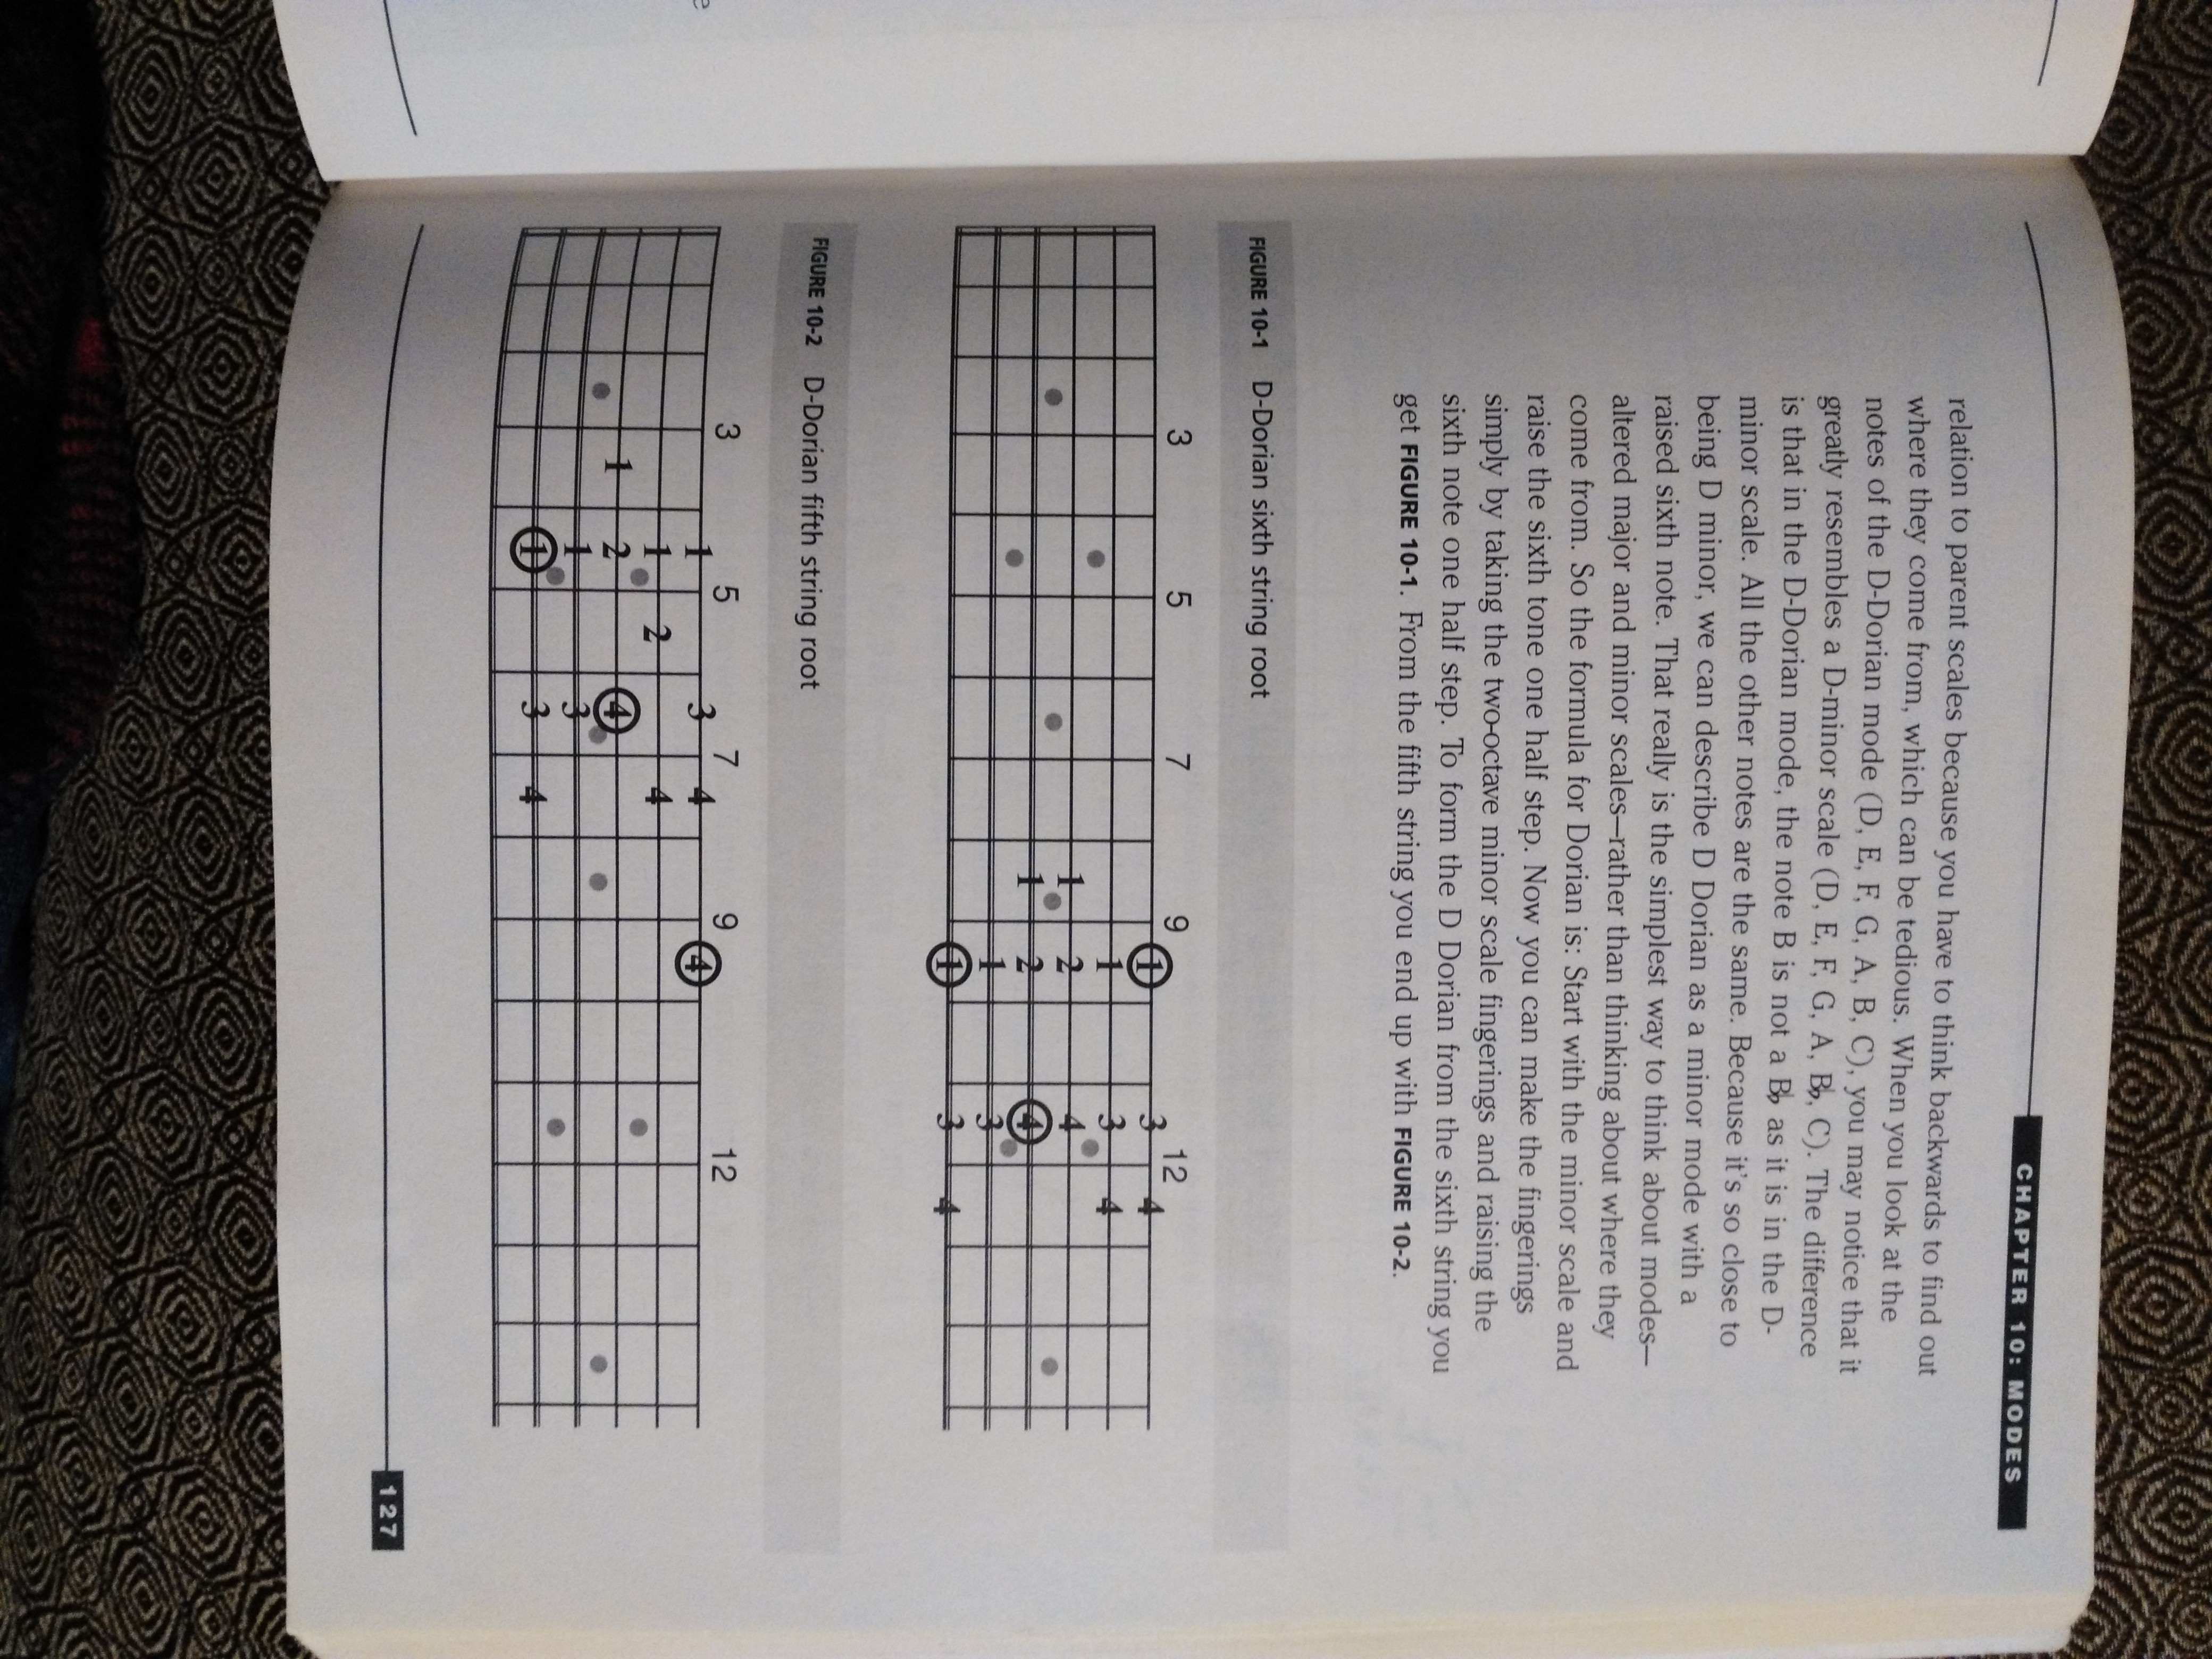 CHAPTER 10: MODES
relation to parent scales because you have to think backwards to find out
where they come from, which can be tedious. When you look at the
notes of the D-Dorian mode (D, E, F, G, A, B, C), you may notice that it
greatly resembles a D-minor scale (D, E, F, G, A, B♭, C). The difference
is that in the D-Dorian mode, the note B is not a B♭ as it is in the D-
minor scale. All the other notes are the same. Because it's so close to
being D minor, we can describe D Dorian as a minor mode with a
raised sixth note. That really is the simplest way to think about modes—
altered major and minor scales—rather than thinking about where they
come from. So the formula for Dorian is: Start with the minor scale and
raise the sixth tone one half step. Now you can make the fingerings
simply by taking the two-octave minor scale fingerings and raising the
sixth note one half step. To form the D Dorian from the sixth string you
get FIGURE 10-1. From the fifth string you end up with FIGURE 10-2.
FIGURE 10-1 D-Dorian sixth string root
3 5 7 9 12
1 3 4
1 3 4
1 2 4
1 2 4
1 3
1 3 4
FIGURE 10-2 D-Dorian fifth string root
3 5 7 9 12
1 3 4 4
1 2 4
1 2 4
1 3
1 3 4
127
e